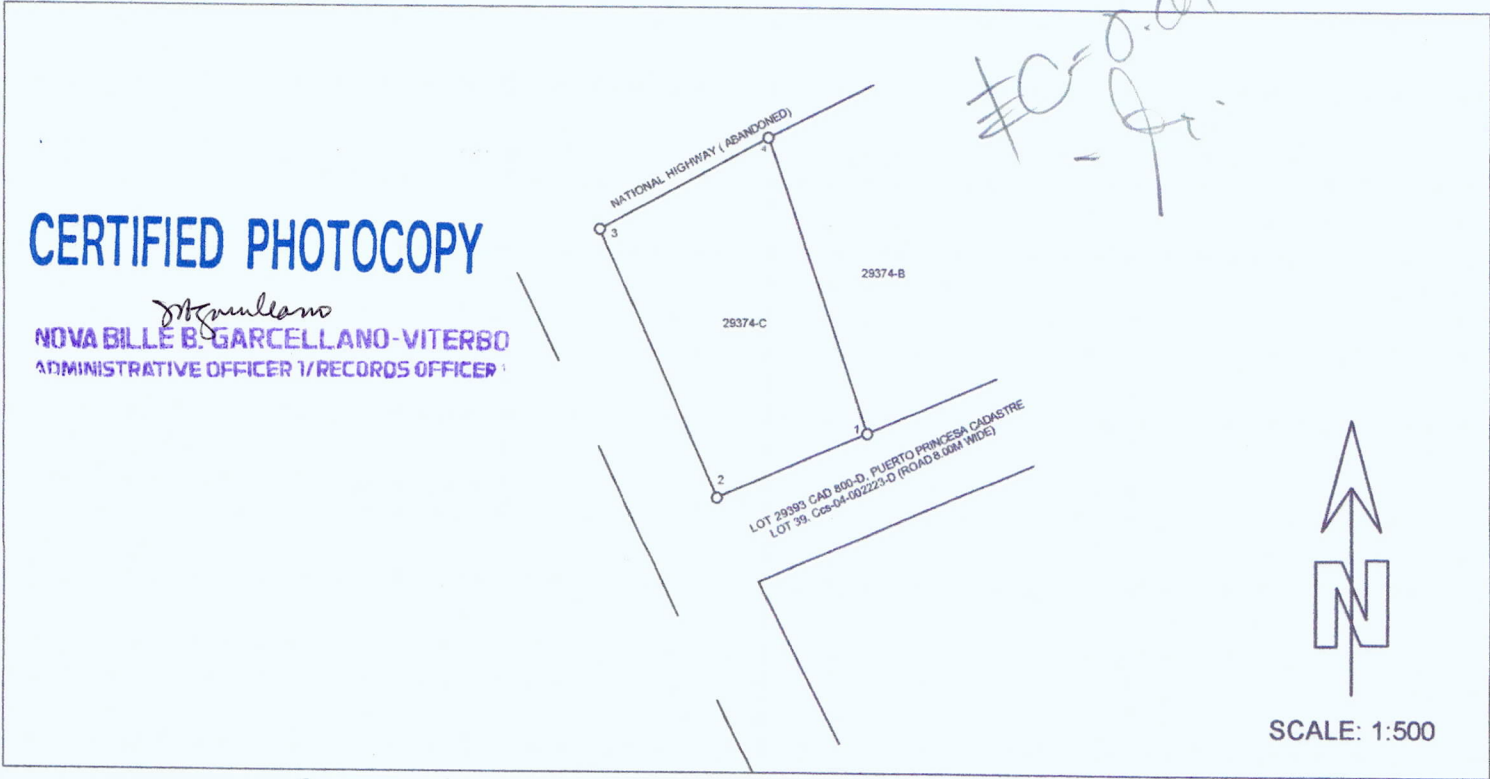 NATIONAL HIGHWAY ( ABANDONED)
4
3
29374-B
29374-C
CERTIFIED PHOTOCOPY
NOVA BILLE B. GARCELLANO-VITERBO
ADMINISTRATIVE OFFICER 1/RECORDS OFFICER
1
2
LOT 29393 CAD 800-D, PUERTO PRINCESA CADASTRE
LOT 39, Ccs-04-002223-D (ROAD 8.00M WIDE)
N
SCALE: 1:500